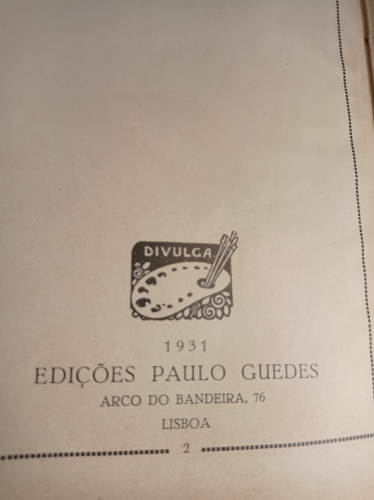 DIVULGA
1931
EDIÇÕES PAULO GUEDES
ARCO DO BANDEIRA, 76
LISBOA
2